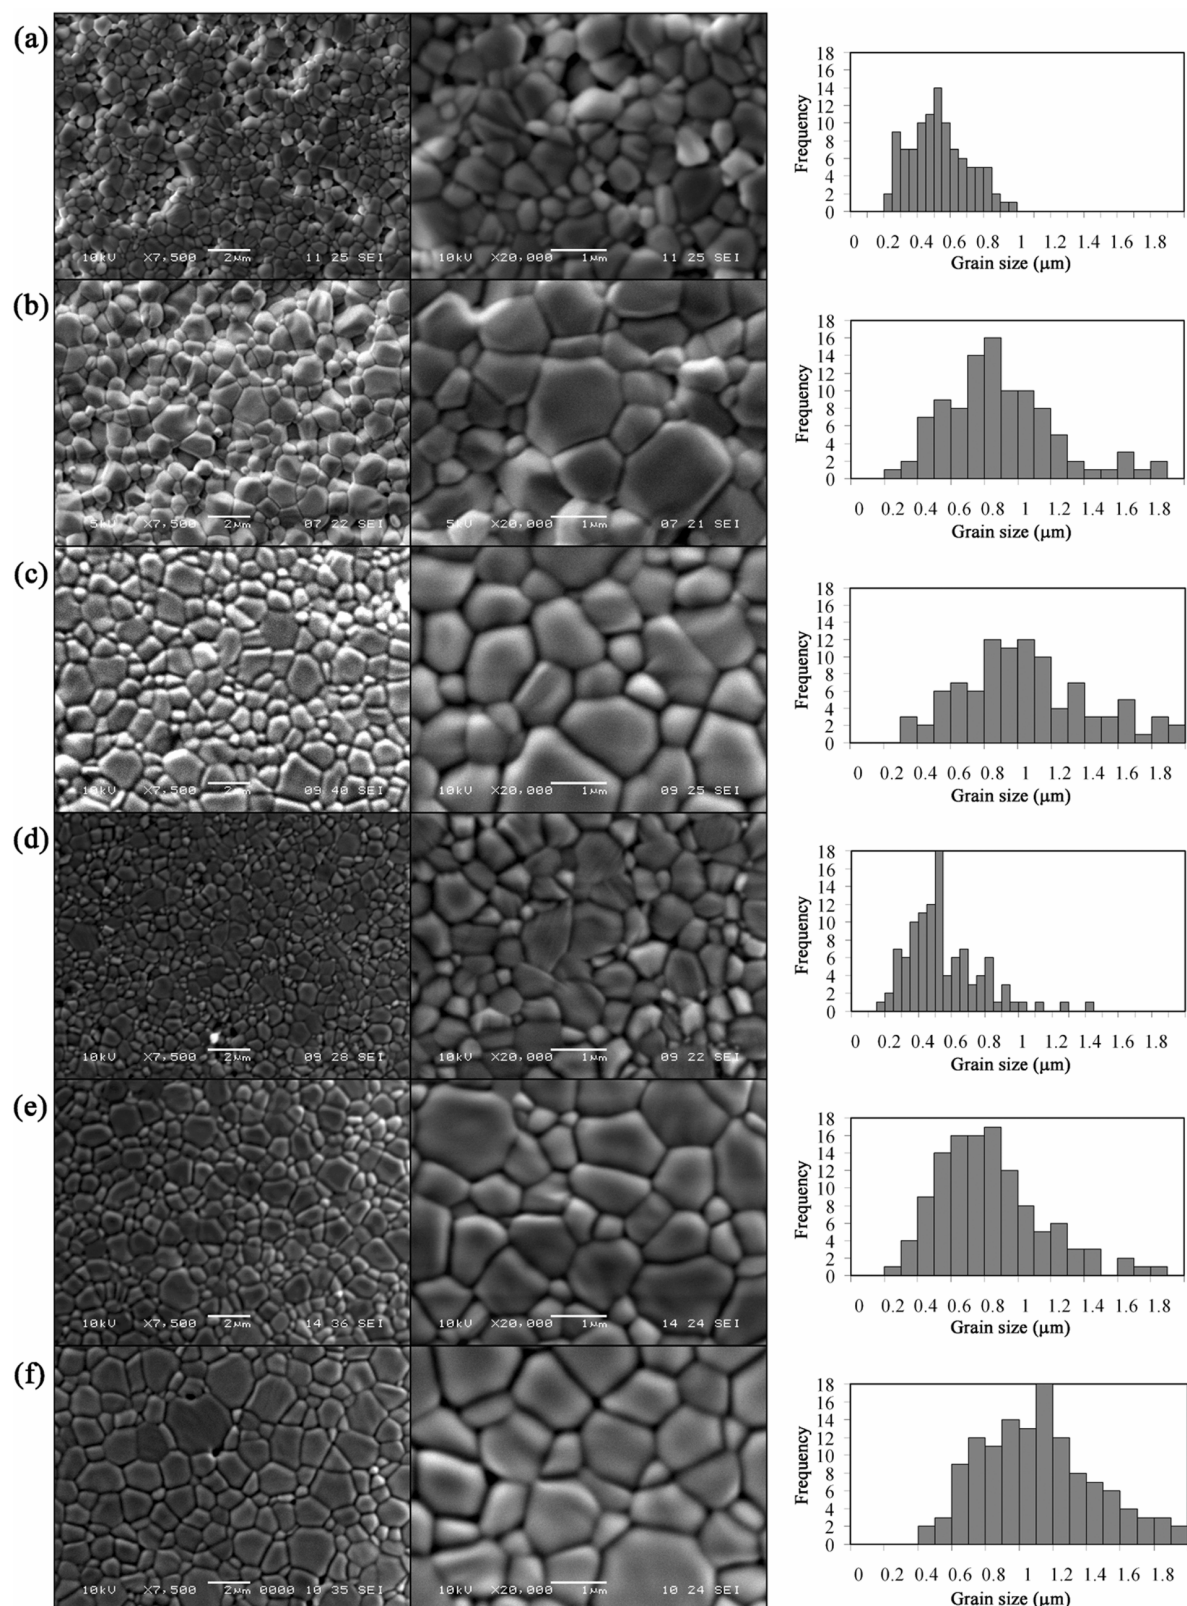 (a)
10kV X7,500 2µm 11 25 SEI
10kV X20,000 1µm 11 25 SEI
Frequency
18
16
14
12
10
8
6
4
2
0
0 0.2 0.4 0.6 0.8 1 1.2 1.4 1.6 1.8
Grain size (µm)
(b)
5kV X7,500 2µm 07 22 SEI
5kV X20,000 1µm 07 21 SEI
Frequency
18
16
14
12
10
8
6
4
2
0
0 0.2 0.4 0.6 0.8 1 1.2 1.4 1.6 1.8
Grain size (µm)
(c)
10kV X7,500 2µm 09 40 SEI
10kV X20,000 1µm 09 25 SEI
Frequency
18
16
14
12
10
8
6
4
2
0
0 0.2 0.4 0.6 0.8 1 1.2 1.4 1.6 1.8
Grain size (µm)
(d)
10kV X7,500 2µm 09 28 SEI
10kV X20,000 1µm 09 22 SEI
Frequency
18
16
14
12
10
8
6
4
2
0
0 0.2 0.4 0.6 0.8 1 1.2 1.4 1.6 1.8
Grain size (µm)
(e)
10kV X7,500 2µm 14 36 SEI
10kV X20,000 1µm 14 24 SEI
Frequency
18
16
14
12
10
8
6
4
2
0
0 0.2 0.4 0.6 0.8 1 1.2 1.4 1.6 1.8
Grain size (µm)
(f)
10kV X7,500 2µm 0000 10 35 SEI
10kV X20,000 1µm 10 24 SEI
Frequency
18
16
14
12
10
8
6
4
2
0
0 0.2 0.4 0.6 0.8 1 1.2 1.4 1.6 1.8
Grain size (µm)